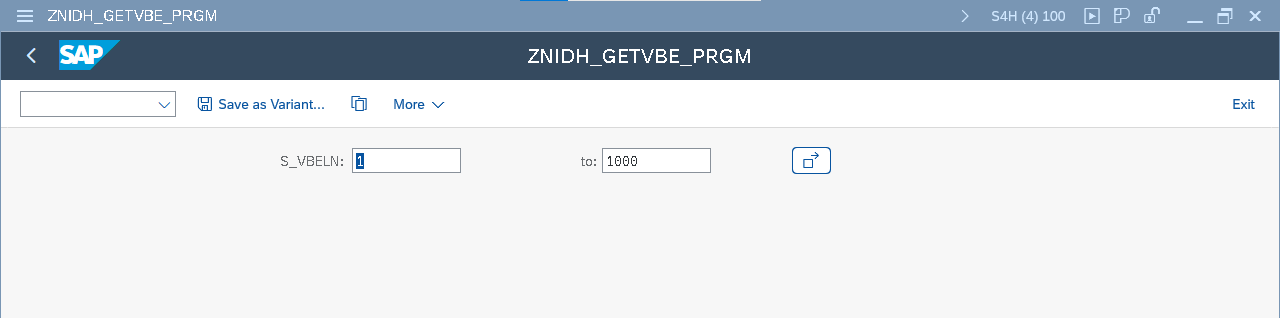 ZNIDH_GETVBE_PRGM S4H (4) 100
SAP ZNIDH_GETVBE_PRGM
Save as Variant... More Exit
S_VBELN: 1 to: 1000